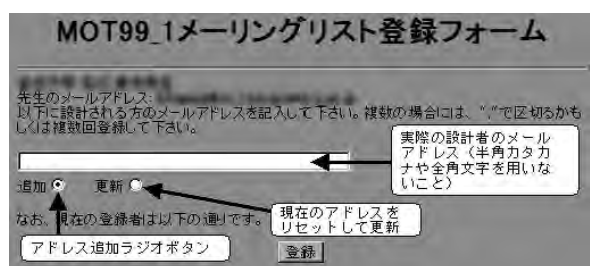 MOT99_1メーリングリスト登録フォーム
先生のメールアドレス:
以下に設計される方のメールアドレスを記入して下さい。複数の場合には、","で区切るかも
しくは複数回登録して下さい。
実際の設計者のメール
アドレス（半角カタカ
ナや全角文字を用いな
いこと）
追加 更新
現在のアドレスを
リセットして更新
なお、現在の登録者は以下の通りです。
アドレス追加ラジオボタン
登録